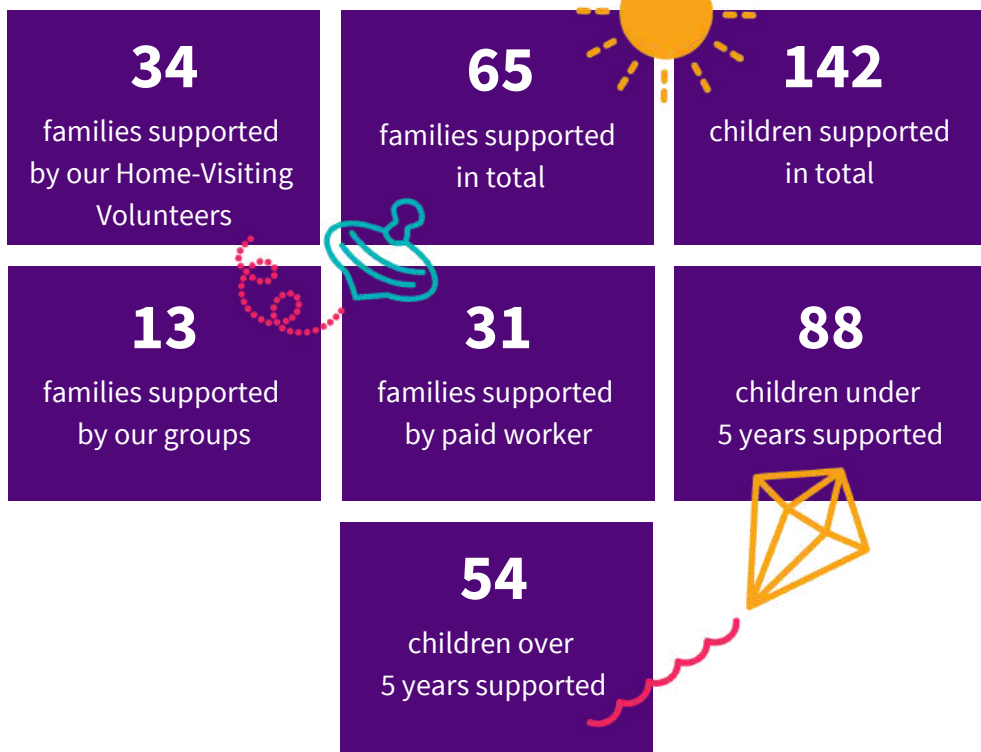 34
families supported
by our Home-Visiting
Volunteers
65
families supported
in total
142
children supported
in total
13
families supported
by our groups
31
families supported
by paid worker
88
children under
5 years supported
54
children over
5 years supported